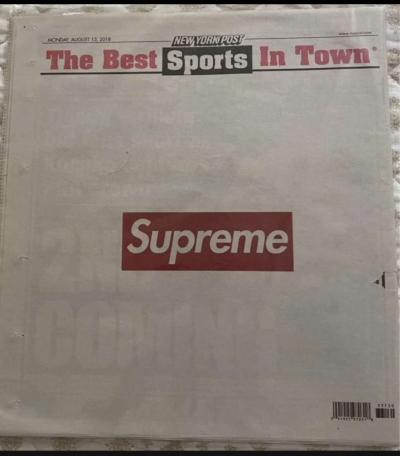 MONDAY, AUGUST 13, 2018
NEW YORK POST
The Best Sports In Town
Supreme